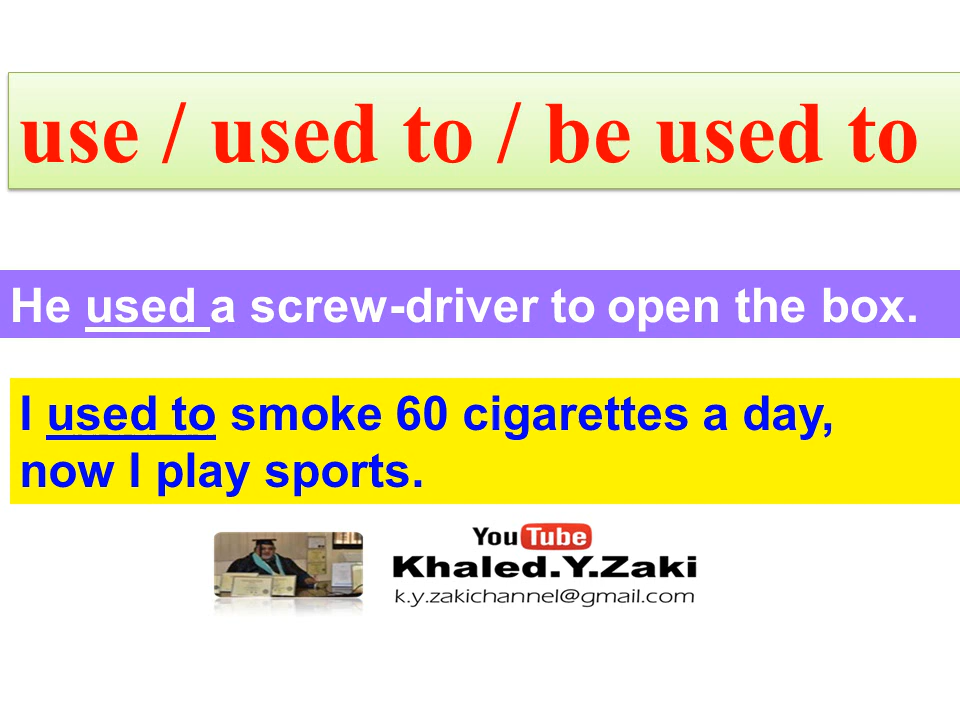 use / used to / be used to
He used a screw-driver to open the box.
I used to smoke 60 cigarettes a day,
now I play sports.
YouTube
Khaled.Y.Zaki
k.y.zakichannel@gmail.com